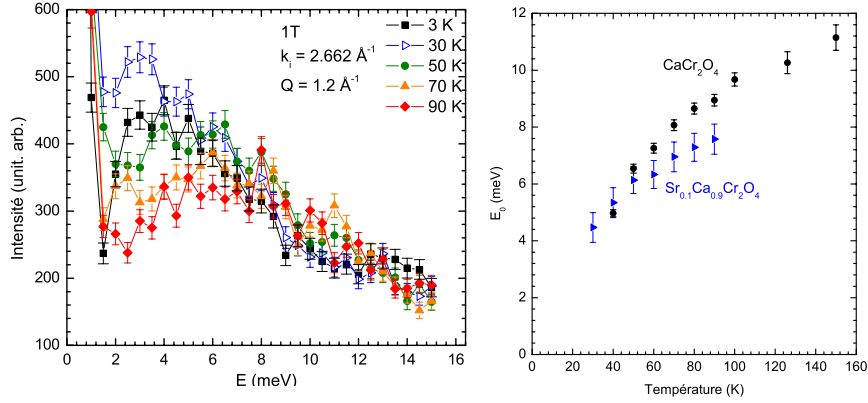 600
500
400
300
200
100
0 2 4 6 8 10 12 14 16
Intensité (unit. arb.)
E (meV)
1T
k_i = 2.662 Å⁻¹
Q = 1.2 Å⁻¹
3 K
30 K
50 K
70 K
90 K
12
10
8
6
4
2
0
0 20 40 60 80 100 120 140 160
E₀ (meV)
Température (K)
CaCr₂O₄
Sr₀.₁Ca₀.₉Cr₂O₄